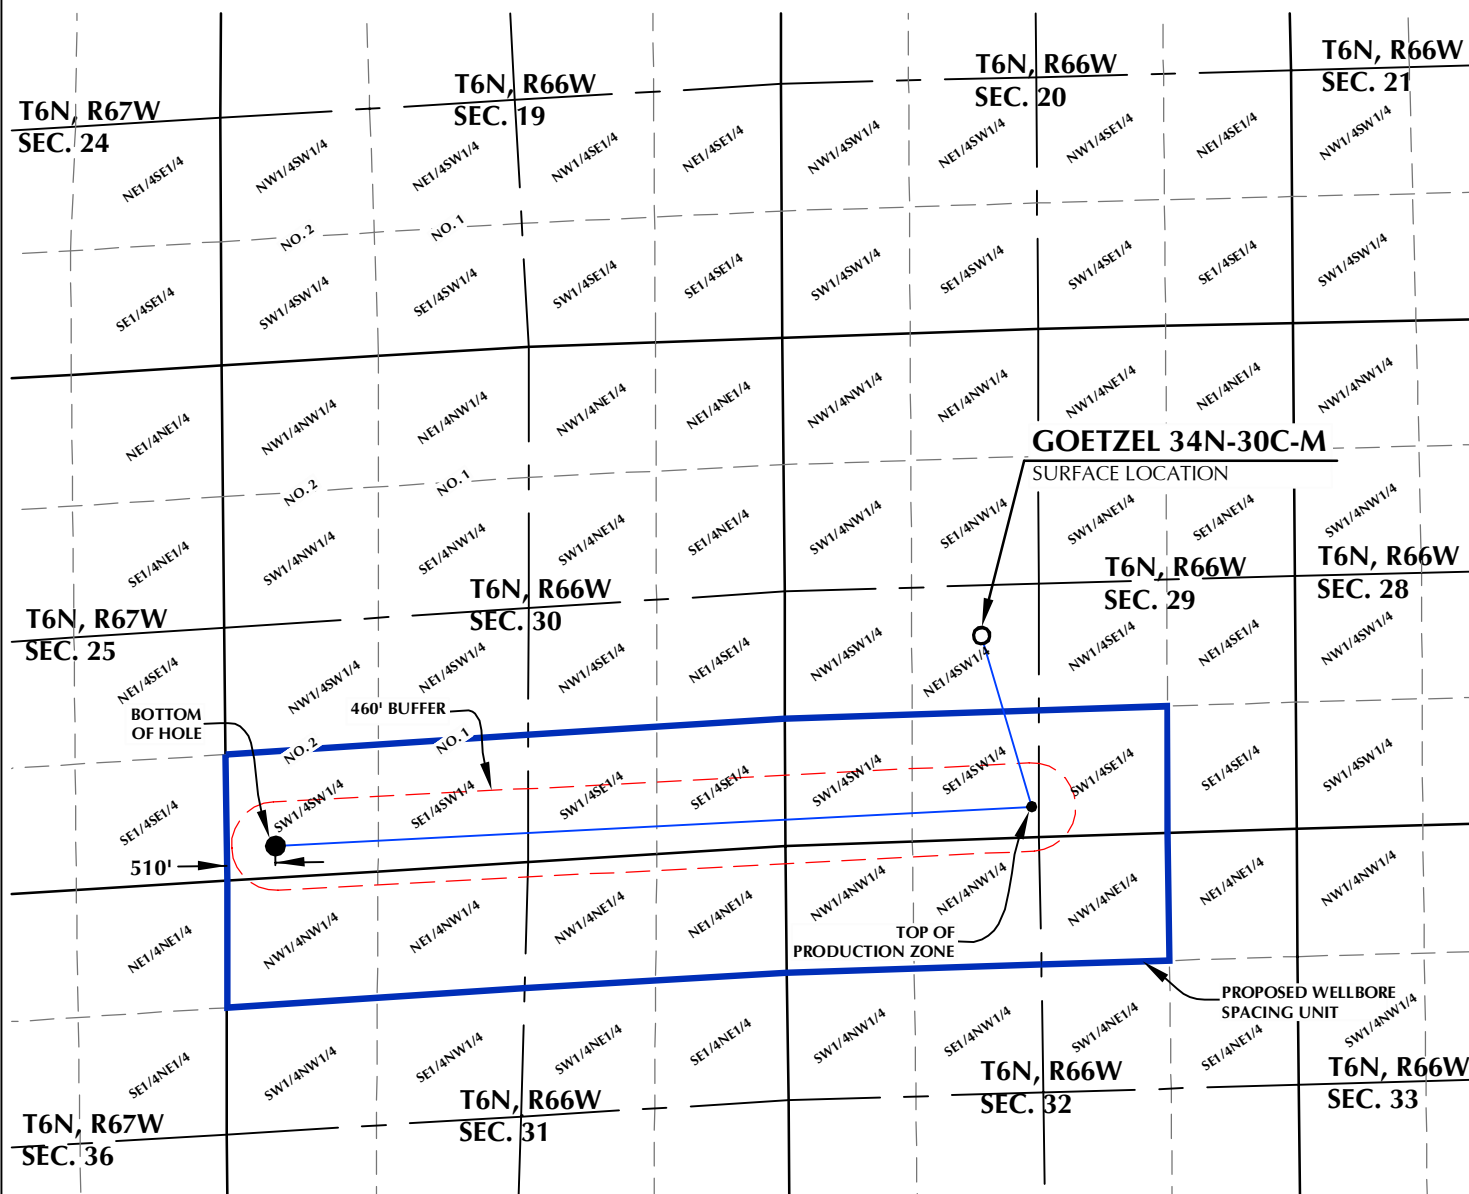 T6N, R66W
SEC. 21
T6N, R66W
SEC. 20
T6N, R66W
SEC. 19
T6N, R67W
SEC. 24
NE1/4SE1/4
NW1/4SW1/4
NE1/4SW1/4
NW1/4SE1/4
NE1/4SE1/4
NW1/4SW1/4
NE1/4SW1/4
NW1/4SE1/4
NE1/4SE1/4
NW1/4SW1/4
NO. 2
NO. 1
SE1/4SE1/4
SW1/4SW1/4
SE1/4SW1/4
SW1/4SE1/4
SE1/4SE1/4
SW1/4SW1/4
SE1/4SW1/4
SW1/4SE1/4
SE1/4SE1/4
SW1/4SW1/4
NE1/4NE1/4
NW1/4NW1/4
NE1/4NW1/4
NW1/4NE1/4
NE1/4NE1/4
NW1/4NW1/4
NE1/4NW1/4
NW1/4NE1/4
NE1/4NE1/4
NW1/4NW1/4
GOETZEL 34N-30C-M
SURFACE LOCATION
NO. 2
NO. 1
SE1/4NE1/4
SW1/4NW1/4
SE1/4NW1/4
SW1/4NE1/4
SE1/4NE1/4
SW1/4NW1/4
SE1/4NW1/4
SW1/4NE1/4
SE1/4NE1/4
SW1/4NW1/4
T6N, R66W
SEC. 28
T6N, R66W
SEC. 29
T6N, R66W
SEC. 30
T6N, R67W
SEC. 25
NE1/4SE1/4
NW1/4SW1/4
NE1/4SW1/4
NW1/4SE1/4
NE1/4SE1/4
NW1/4SW1/4
NE1/4SW1/4
NW1/4SE1/4
NE1/4SE1/4
NW1/4SW1/4
BOTTOM
OF HOLE
460' BUFFER
NO. 2
NO. 1
SE1/4SE1/4
SW1/4SW1/4
SE1/4SW1/4
SW1/4SE1/4
SE1/4SE1/4
SW1/4SW1/4
SE1/4SW1/4
SW1/4SE1/4
SE1/4SE1/4
SW1/4SW1/4
510'
NE1/4NE1/4
NW1/4NW1/4
NE1/4NW1/4
NW1/4NE1/4
NE1/4NE1/4
NW1/4NW1/4
NE1/4NW1/4
NW1/4NE1/4
NE1/4NE1/4
NW1/4NW1/4
TOP OF
PRODUCTION ZONE
PROPOSED WELLBORE
SPACING UNIT
SE1/4NE1/4
SW1/4NW1/4
SE1/4NW1/4
SW1/4NE1/4
SE1/4NE1/4
SW1/4NW1/4
SE1/4NW1/4
SW1/4NE1/4
SE1/4NE1/4
SW1/4NW1/4
T6N, R66W
SEC. 33
T6N, R66W
SEC. 32
T6N, R66W
SEC. 31
T6N, R67W
SEC. 36